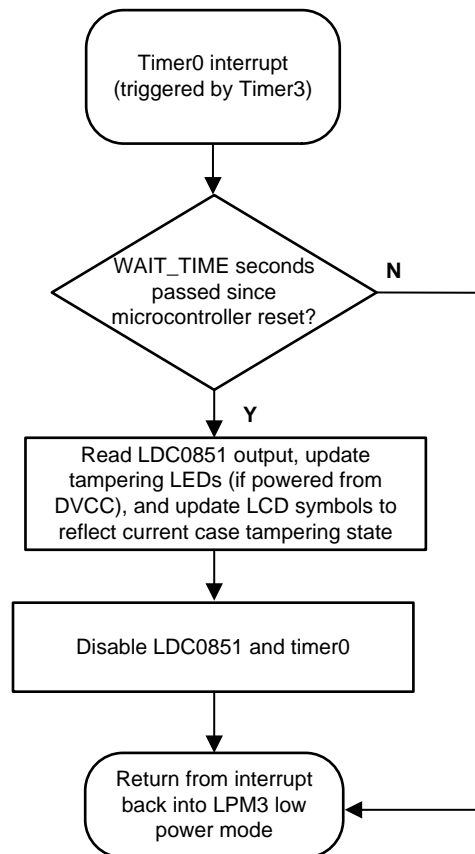 Timer0 interrupt
(triggered by Timer3)
WAIT_TIME seconds
passed since
microcontroller reset?
N
Y
Read LDC0851 output, update
tampering LEDs (if powered from
DVCC), and update LCD symbols to
reflect current case tampering state
Disable LDC0851 and timer0
Return from interrupt
back into LPM3 low
power mode